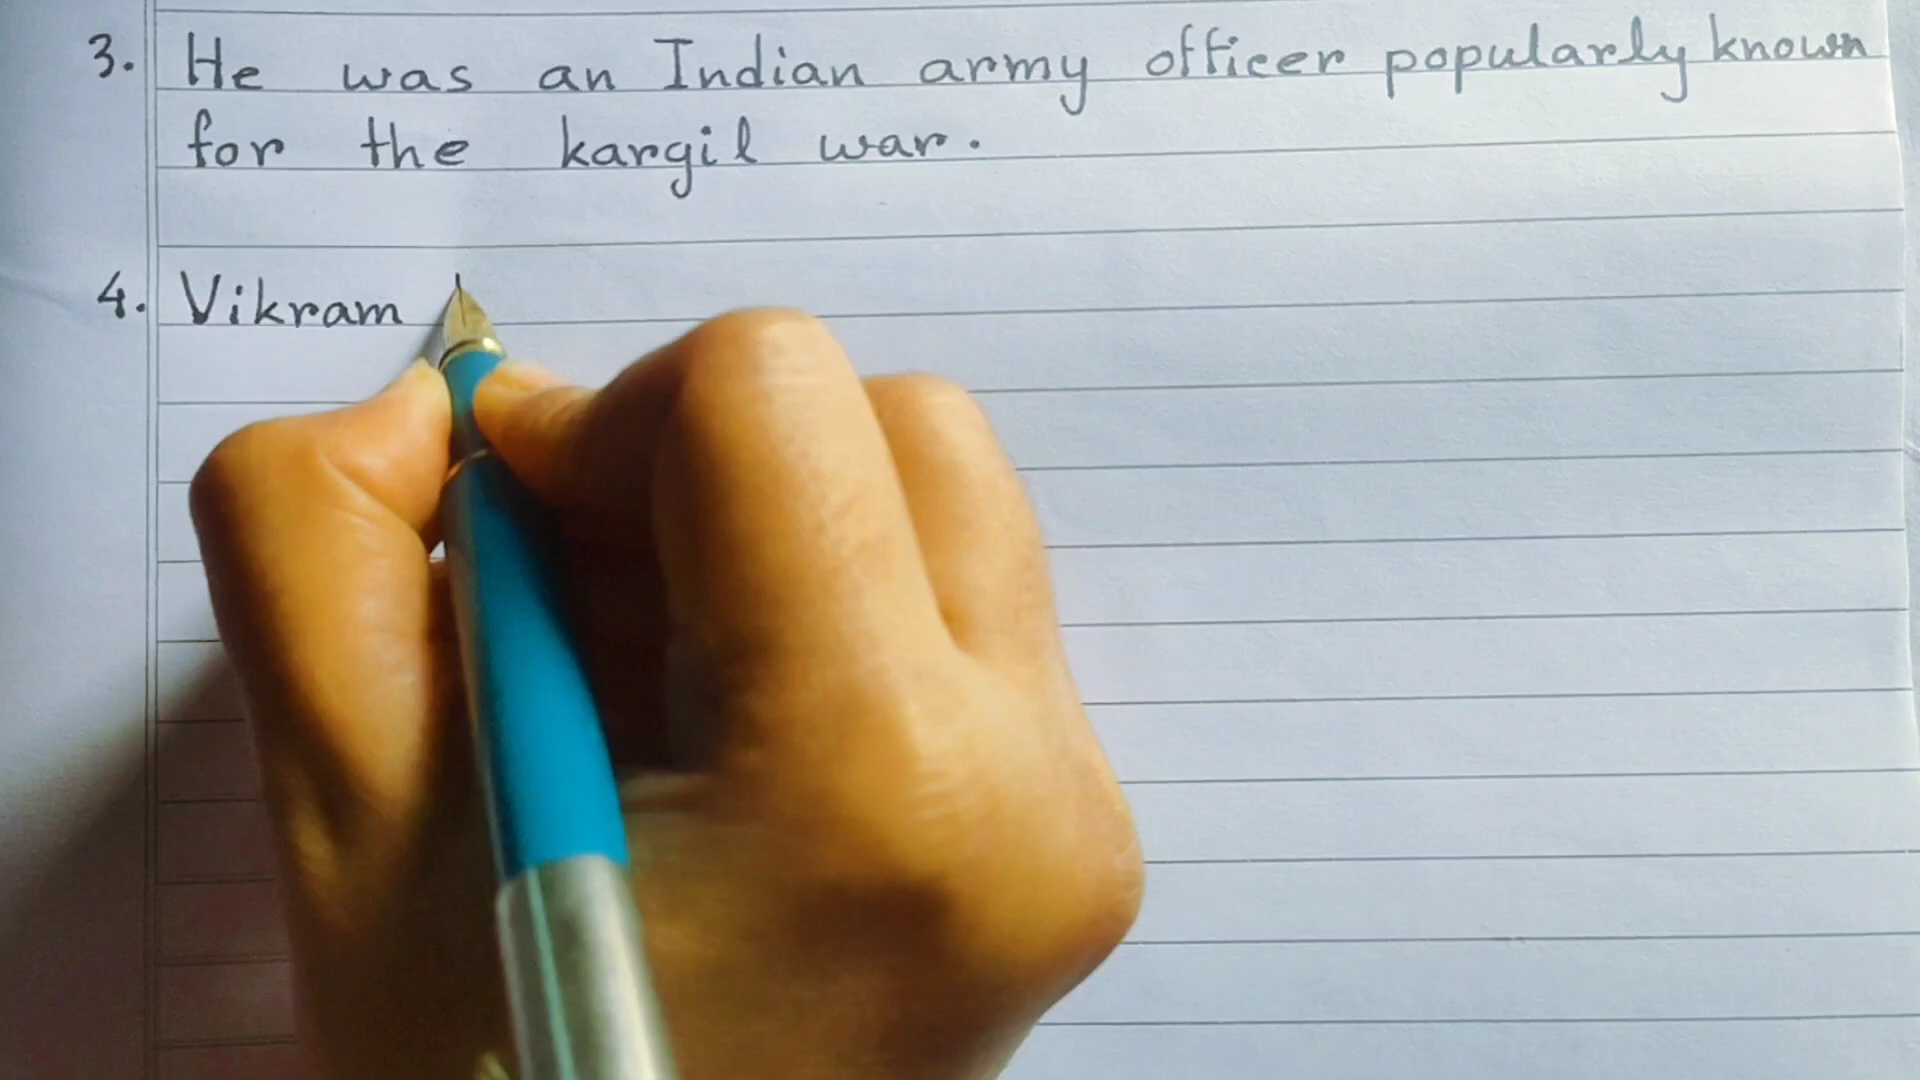 3. He was an Indian army officer popularly known
for the kargil war.
4. Vikram